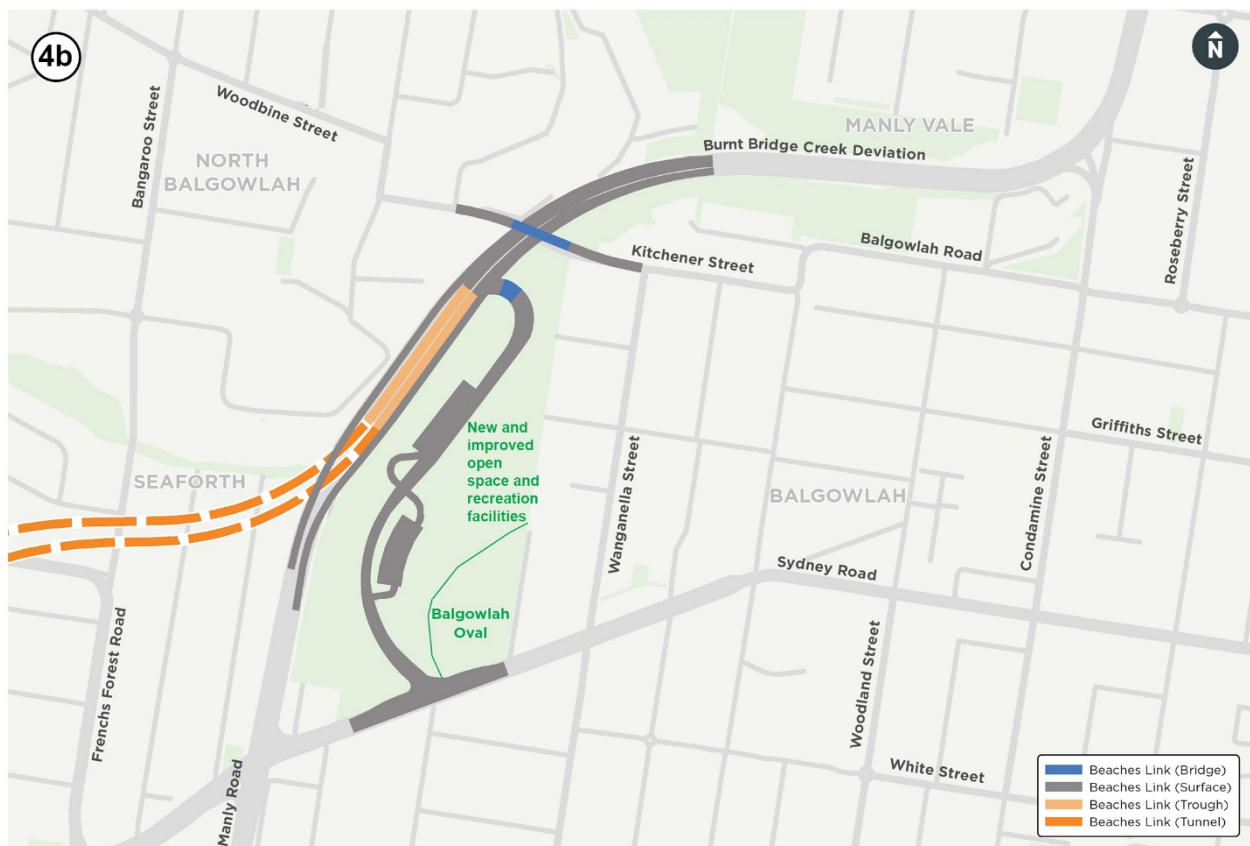 4b
N
Woodbine Street
Bangaroo Street
NORTH
BALGOWLAH
MANLY VALE
Burnt Bridge Creek Deviation
Roseberry Street
Kitchener Street
Balgowlah Road
New and
improved
open
space and
recreation
facilities
Griffiths Street
SEAFORTH
Wanganella Street
BALGOWLAH
Condamine Street
Sydney Road
Balgowlah
Oval
Frenchs Forest Road
Woodland Street
White Street
Manly Road
Beaches Link (Bridge)
Beaches Link (Surface)
Beaches Link (Trough)
Beaches Link (Tunnel)